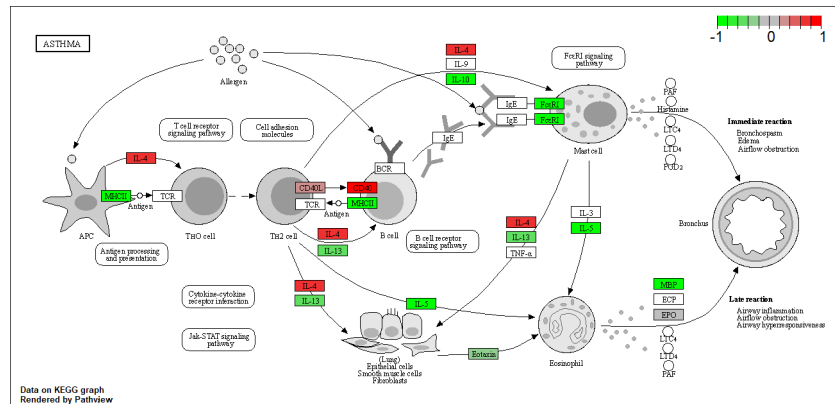 ASTHMA
-1 0 1
Allergen
IL-4
IL-9
IL-10
FcεRI signaling
pathway
IgE
FcεRI
IgE
FcεRI
Mast cell
PAF
Histamine
LTC4
LTD4
PGD2
Immediate reaction
Bronchospasm
Edema
Airflow obstruction
T cell receptor
signaling pathway
Cell adhesion
molecules
IgE
BCR
IL-4
MHCII
Antigen
TCR
APC
TH0 cell
CD40L
CD40
TCR
MHCII
Antigen
TH2 cell
B cell
IL-4
IL-13
B cell receptor
signaling pathway
Antigen processing
and presentation
IL-4
IL-13
TNF-α
IL-3
IL-5
Bronchus
Cytokine-cytokine
receptor interaction
IL-4
IL-13
IL-5
Jak-STAT signaling
pathway
(Lung)
Epithelial cells
Smooth muscle cells
Fibroblasts
Eotaxin
Eosinophil
MBP
ECP
EPO
LTC4
LTD4
PAF
Late reaction
Airway inflammation
Airflow obstruction
Airway hyperresponsiveness
Data on KEGG graph
Rendered by Pathview